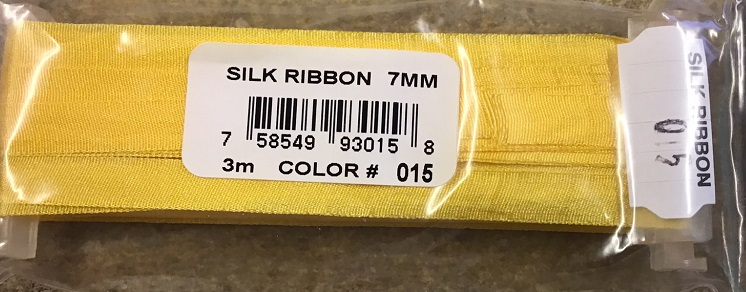 SILK RIBBON 7MM
7 58549 93015 8
3m COLOR # 015
SILK RIBBON
015